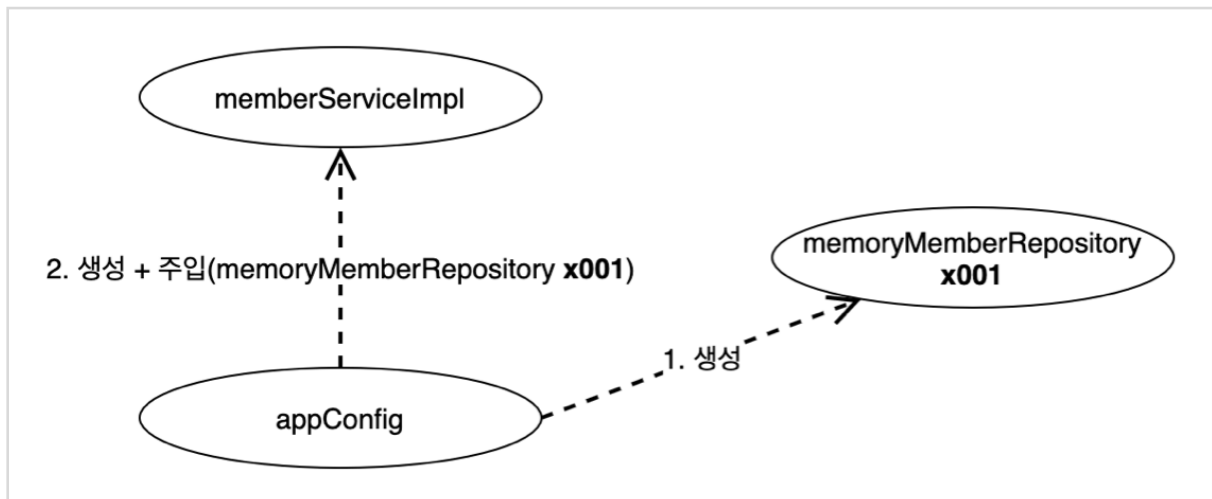 memberServiceImpl
memoryMemberRepository
x001
2. 생성 + 주입(memoryMemberRepository x001)
1. 생성
appConfig